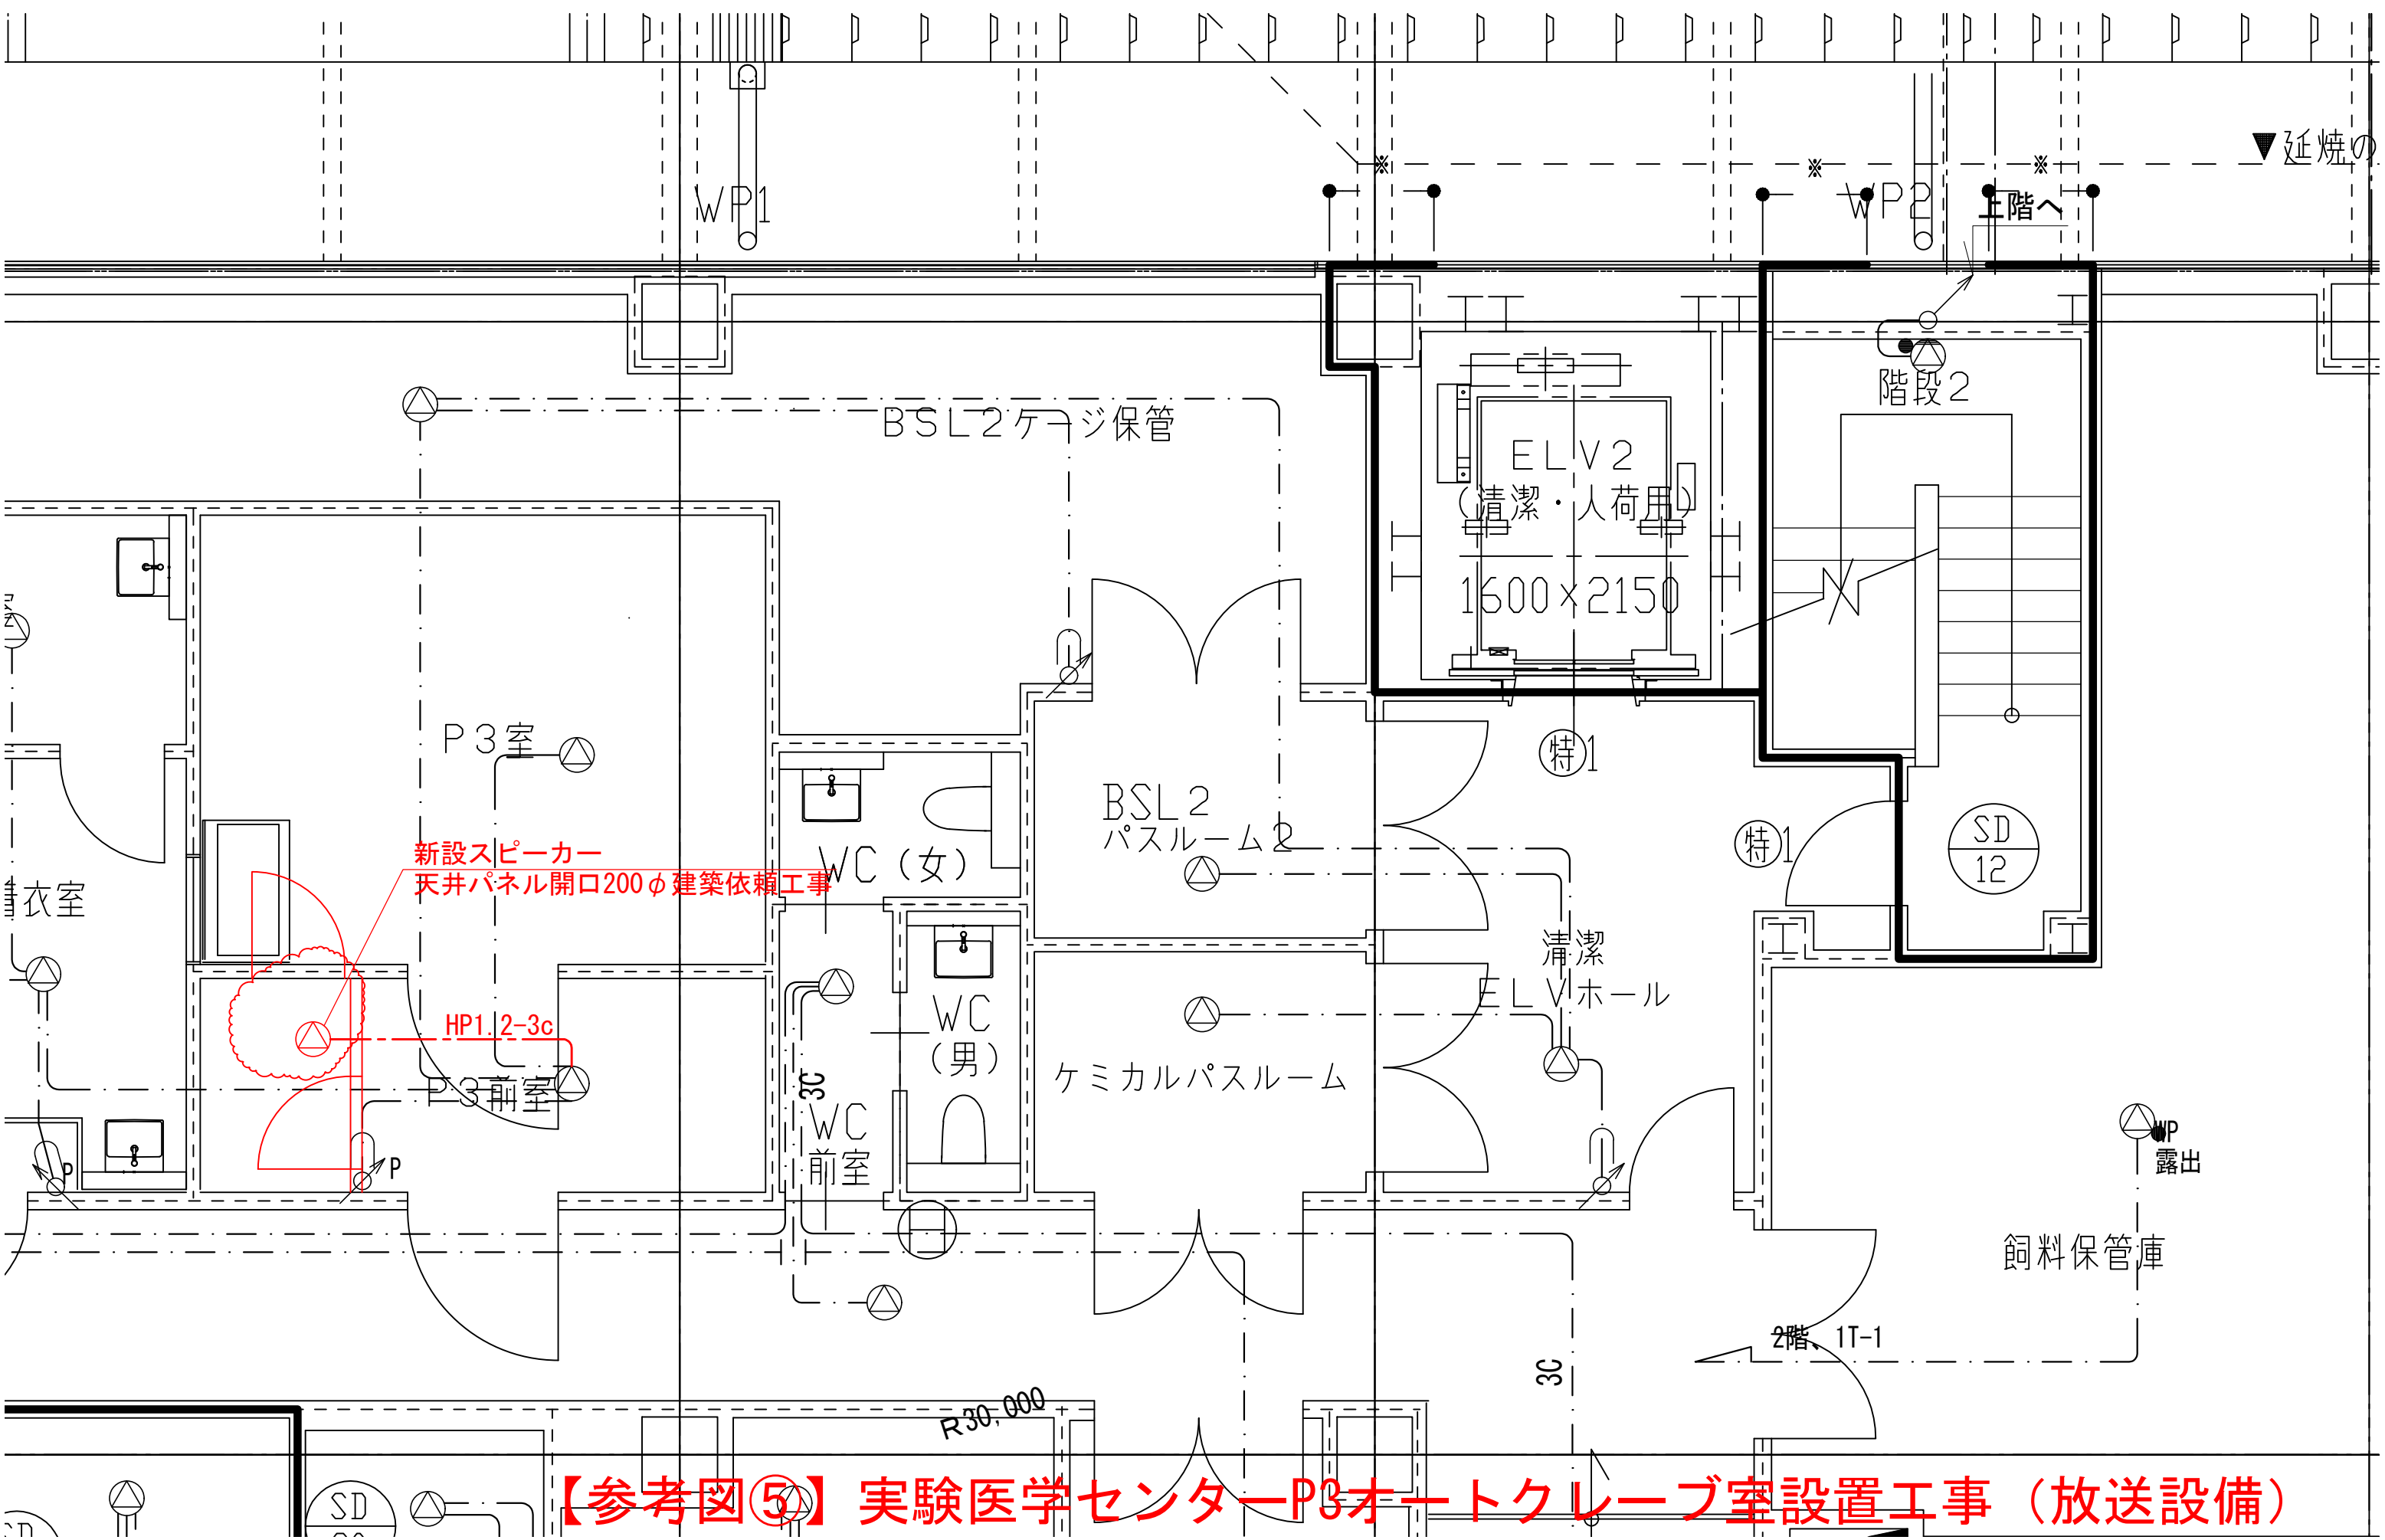 ▼延焼の
※ ※ ※
WP1
WP2
上階へ
階段2
BSL2ケージ保管
ELV2
(清潔・人荷用)
1600×2150
P3室
特1
BSL2
パスルーム2
特1
SD
12
新設スピーカー
天井パネル開口200φ建築依頼工事
WC(女)
着衣室
清潔
ELVホール
WC
(男)
HP1.2-3c
P3前室
3C
ケミカルパスルーム
WC
前室
WP
露出
P
P
飼料保管庫
2階、1T-1
3C
R30,000
SD
SD
【参考図⑤】実験医学センターP3オートクレーブ室設置工事（放送設備）